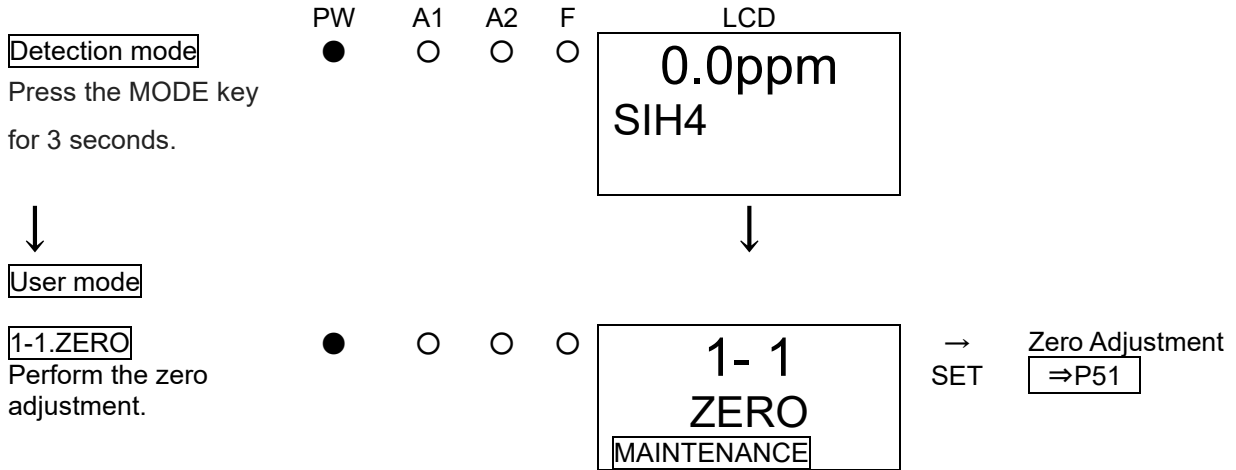 PW A1 A2 F LCD
Detection mode ● ○ ○ ○ 0.0ppm
Press the MODE key
SIH4
for 3 seconds.
↓ ↓
User mode
1-1.ZERO ● ○ ○ ○ 1- 1 → Zero Adjustment
Perform the zero SET ⇒P51
adjustment.
ZERO
MAINTENANCE